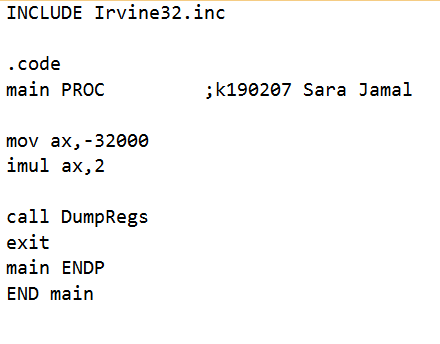 INCLUDE Irvine32.inc
.code
main PROC ;k190207 Sara Jamal
mov ax,-32000
imul ax,2
call DumpRegs
exit
main ENDP
END main